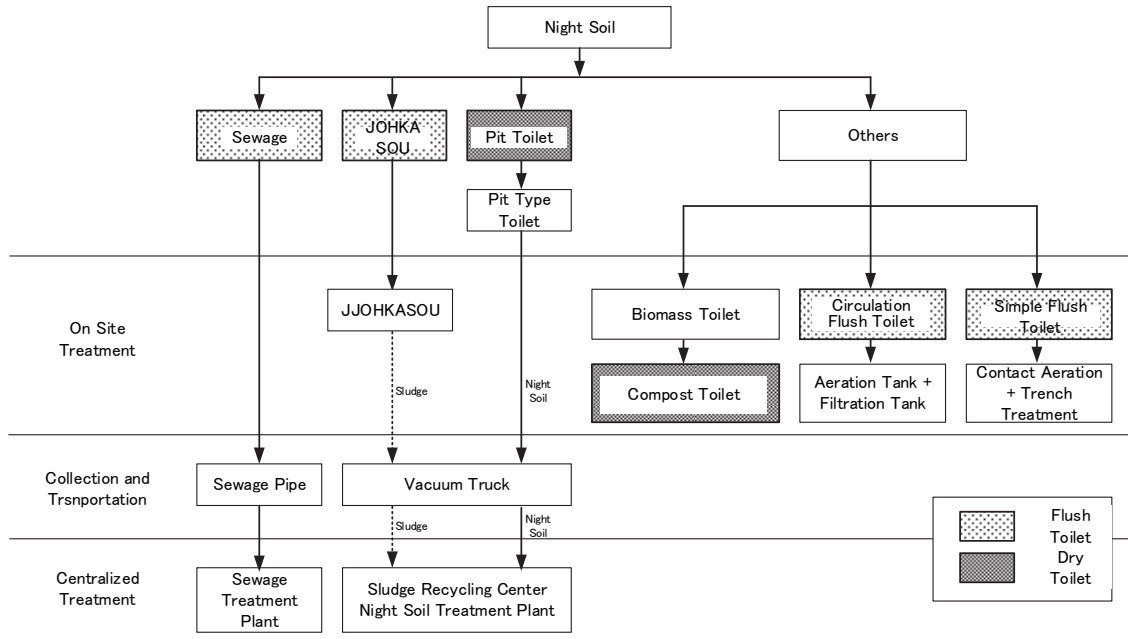 Night Soil
Sewage
JOHKA
SOU
Pit Toilet
Others
Pit Type
Toilet
On Site
Treatment
JJOHKASOU
Biomass Toilet
Circulation
Flush Toilet
Simple Flush
Toilet
Sludge
Night
Soil
Compost Toilet
Aeration Tank +
Filtration Tank
Contact Aeration
+ Trench
Treatment
Collection and
Trsnportation
Sewage Pipe
Vacuum Truck
Sludge
Night
Soil
Flush
Toilet
Dry
Toilet
Centralized
Treatment
Sewage
Treatment
Plant
Sludge Recycling Center
Night Soil Treatment Plant